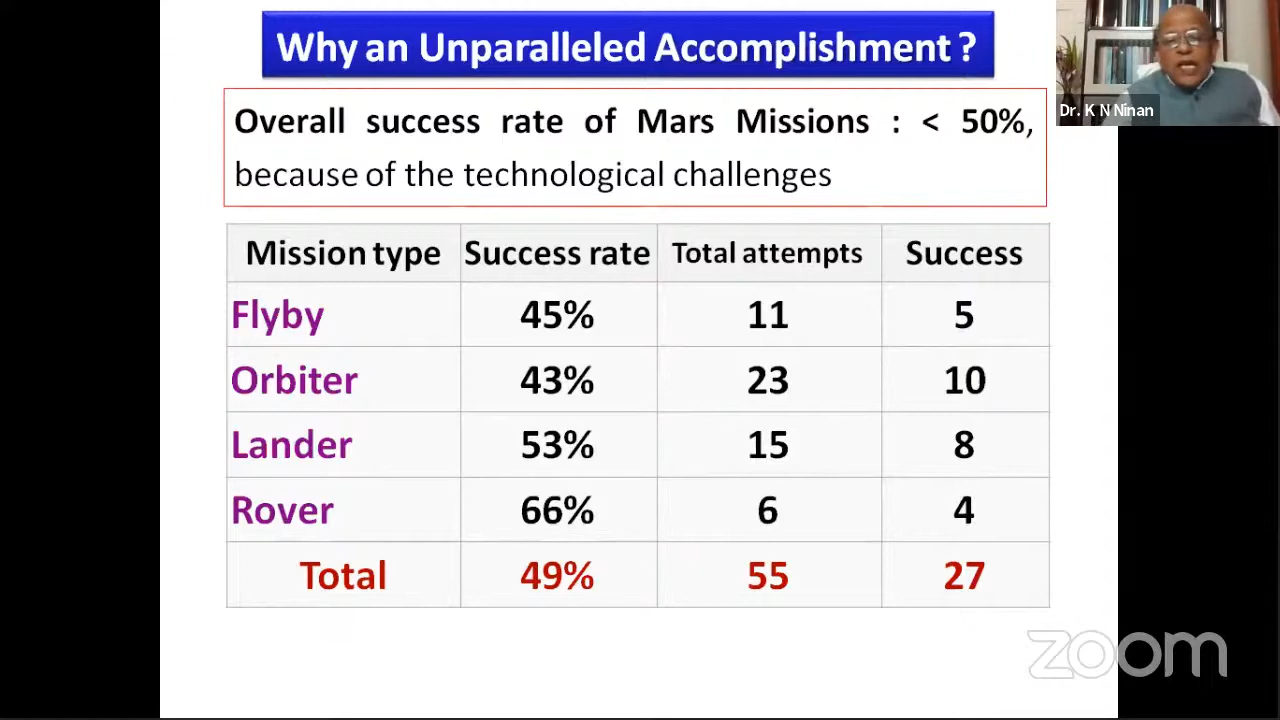 Why an Unparalleled Accomplishment ?
Dr. K N Ninan
Overall success rate of Mars Missions : < 50%,
because of the technological challenges
Mission type Success rate Total attempts Success
Flyby 45% 11 5
Orbiter 43% 23 10
Lander 53% 15 8
Rover 66% 6 4
Total 49% 55 27
zoom